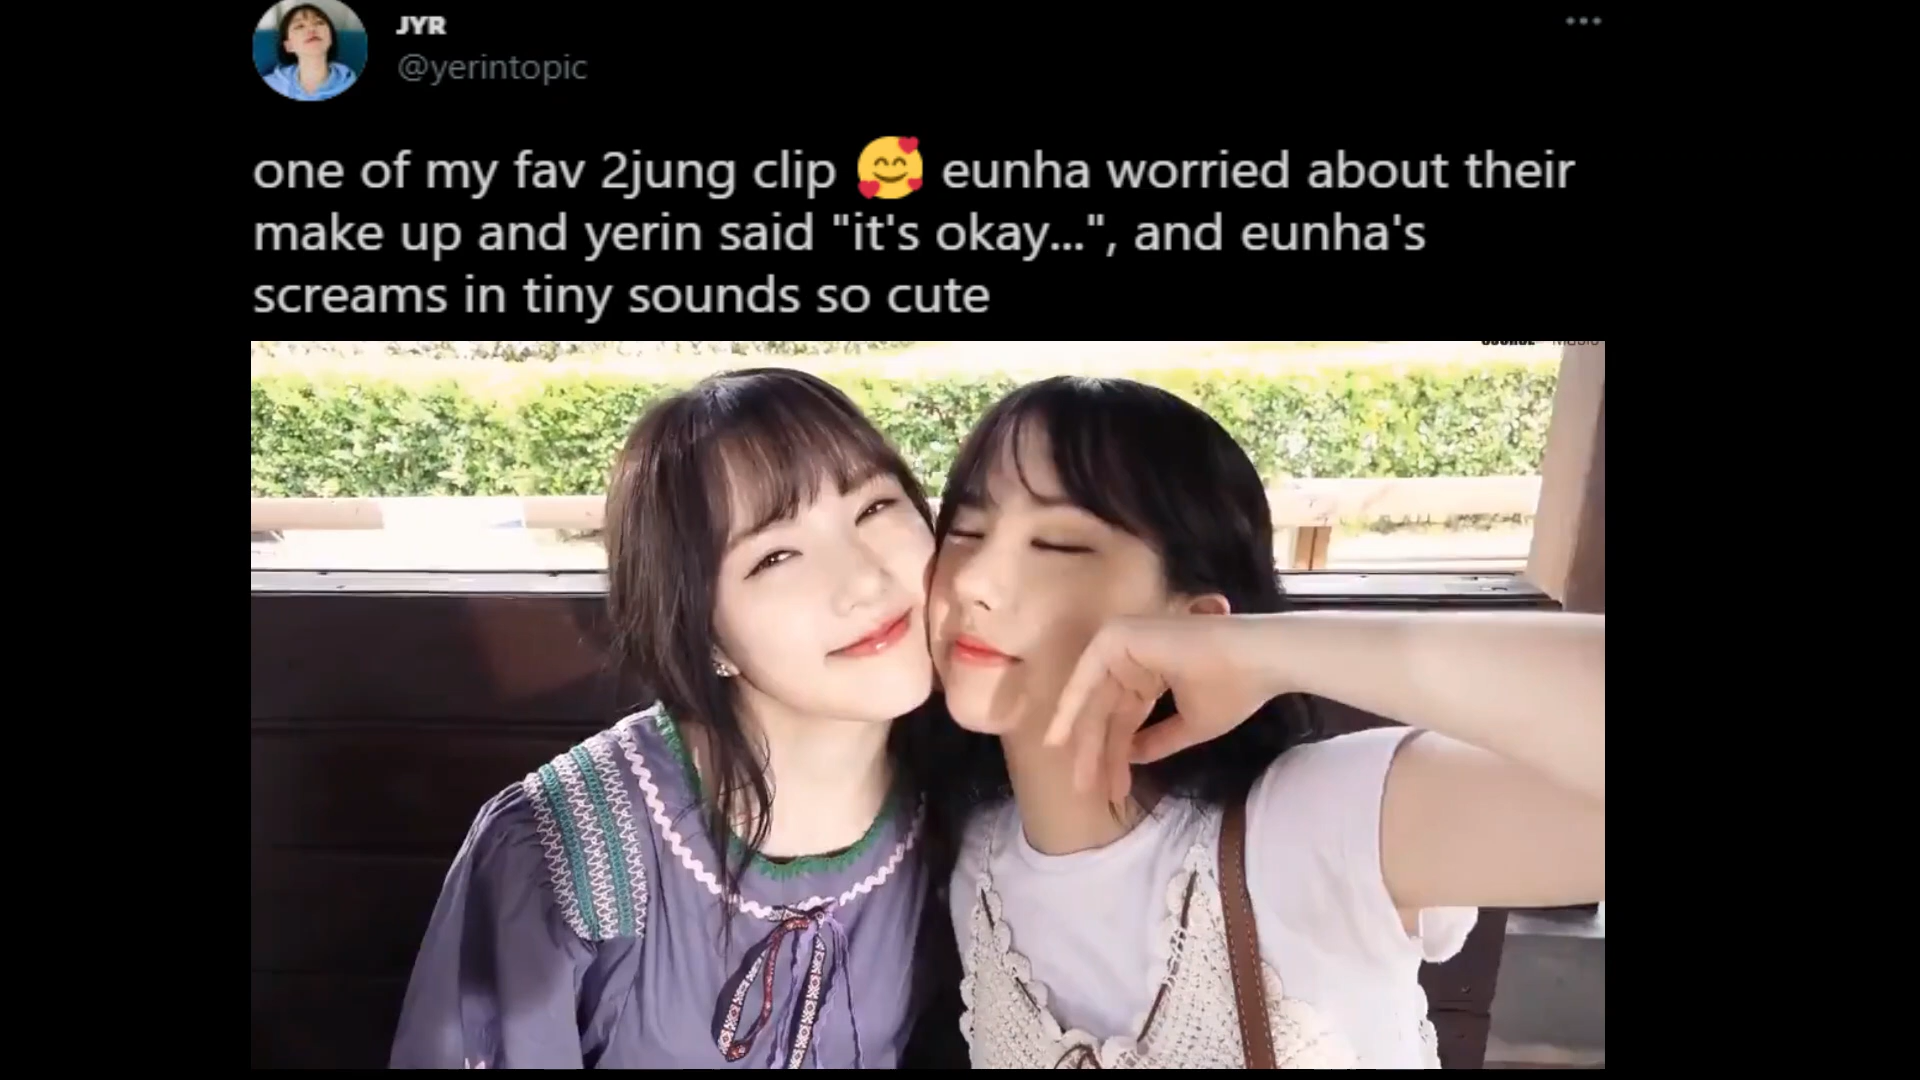 JYR
@yerintopic
one of my fav 2jung clip 🥰 eunha worried about their
make up and yerin said "it's okay...", and eunha's
screams in tiny sounds so cute